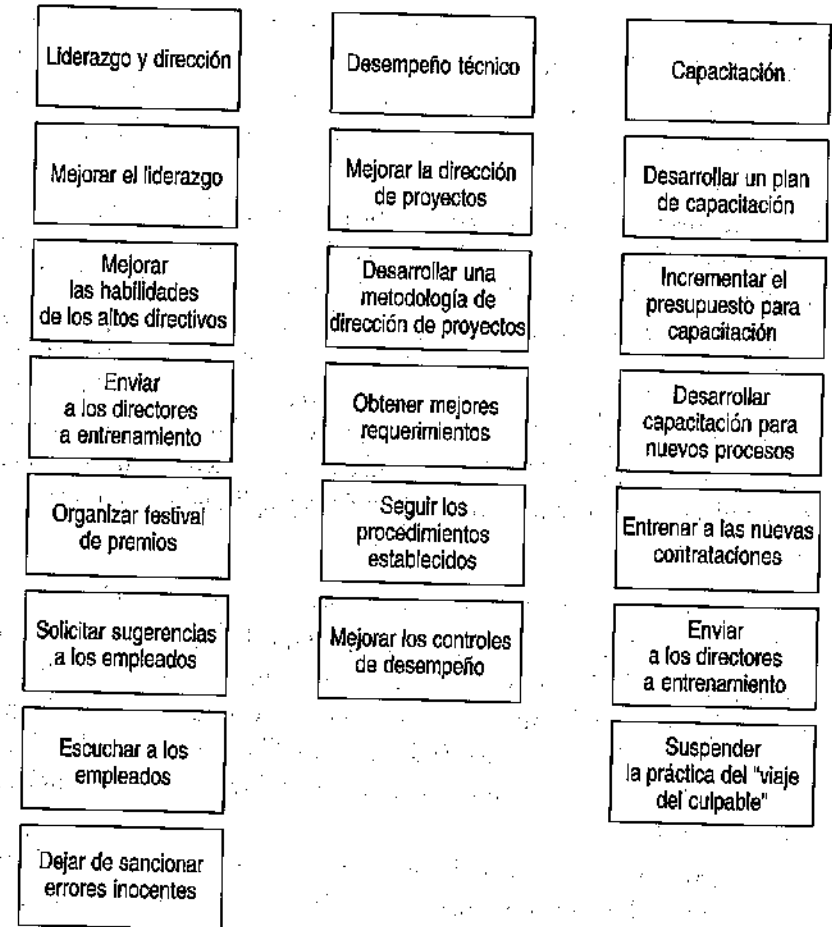 Liderazgo y dirección
Mejorar el liderazgo
Mejorar
las habilidades
de los altos directivos
Enviar
a los directores
a entrenamiento
Organizar festival
de premios
Solicitar sugerencias
a los empleados
Escuchar a los
empleados
Dejar de sancionar
errores inocentes
Desempeño técnico
Mejorar la dirección
de proyectos
Desarrollar una
metodología de
dirección de proyectos
Obtener mejores
requerimientos
Seguir los
procedimientos
establecidos
Mejorar los controles
de desempeño
Capacitación
Desarrollar un plan
de capacitación
Incrementar el
presupuesto para
capacitación
Desarrollar
capacitación para
nuevos procesos
Entrenar a las nuevas
contrataciones
Enviar
a los directores
a entrenamiento
Suspender
la práctica del "viaje
del culpable"